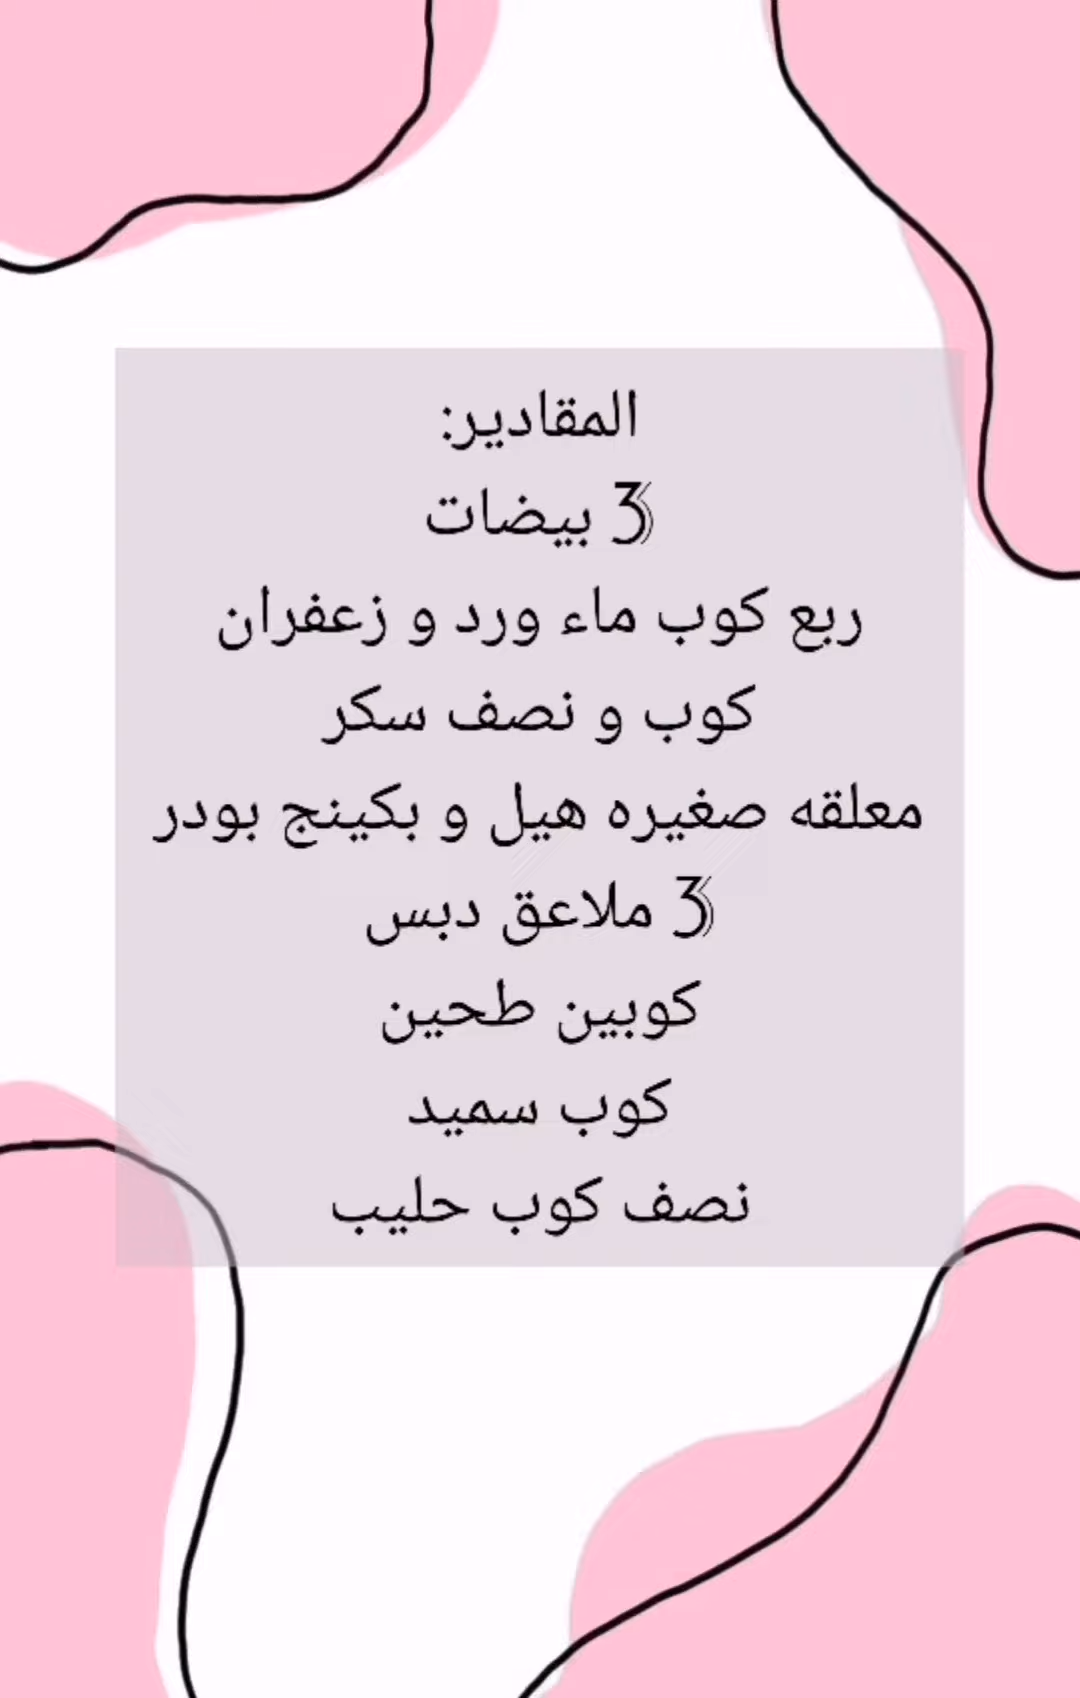 المقادير:
3 بيضات
ربع كوب ماء ورد و زعفران
كوب و نصف سكر
معلقه صغيره هيل و بكينج بودر
3 ملاعق دبس
كوبين طحين
كوب سميد
نصف كوب حليب